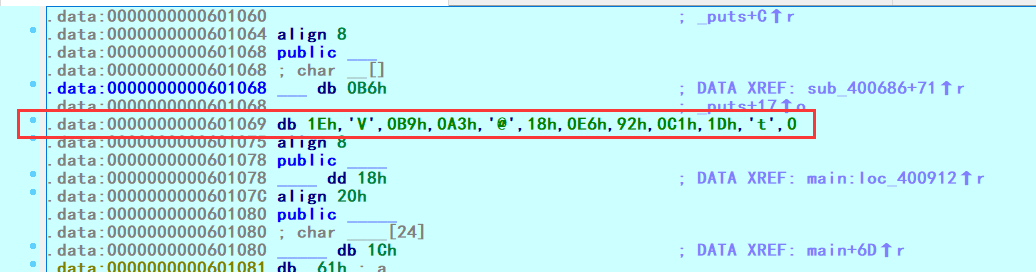 .data:0000000000601060 ; _puts+C↑r
.data:0000000000601064 align 8
.data:0000000000601068 public ___
.data:0000000000601068 ; char __[]
.data:0000000000601068 ___ db 0B6h ; DATA XREF: sub_400686+71↑r
.data:0000000000601068 ; _puts+17↑o
.data:0000000000601069 db 1Eh,'V',0B9h,0A3h,'@',18h,0E6h,92h,0C1h,1Dh,'t',0
.data:0000000000601075 align 8
.data:0000000000601078 public ____
.data:0000000000601078 ____ dd 18h ; DATA XREF: main:loc_400912↑r
.data:000000000060107C align 20h
.data:0000000000601080 public _____
.data:0000000000601080 ; char ____[24]
.data:0000000000601080 _____ db 1Ch ; DATA XREF: main+6D↑r
.data:0000000000601081 db 61h ; a